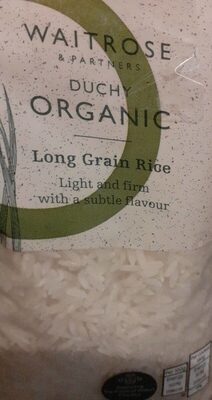 WAITROSE
& PARTNERS
DUCHY
ORGANIC
Long Grain Rice
Light and firm
with a subtle flavour